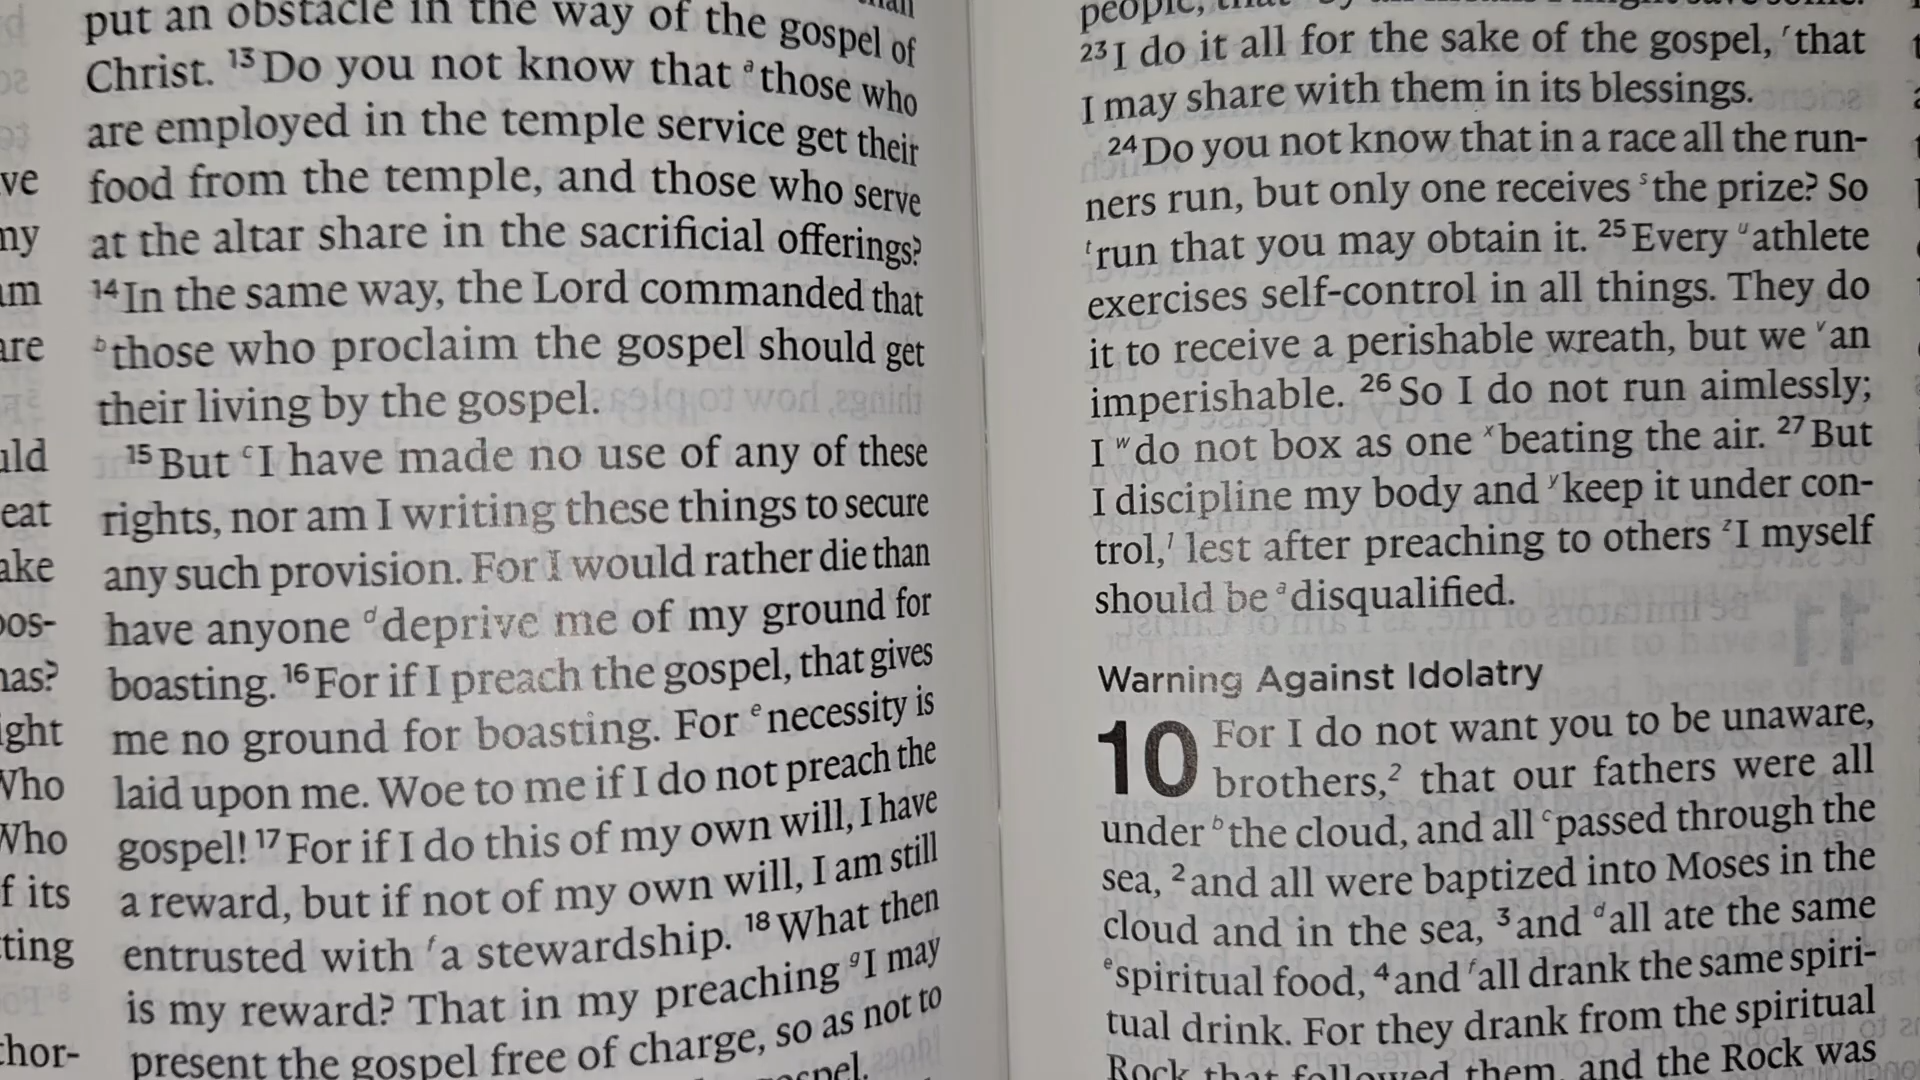 put an obstacle in the way of the gospel of
Christ. 13 Do you not know that a those who
are employed in the temple service get their
food from the temple, and those who serve
at the altar share in the sacrificial offerings?
14 In the same way, the Lord commanded that
b those who proclaim the gospel should get
their living by the gospel.
15 But c I have made no use of any of these
rights, nor am I writing these things to secure
any such provision. For I would rather die than
have anyone d deprive me of my ground for
boasting. 16 For if I preach the gospel, that gives
me no ground for boasting. For e necessity is
laid upon me. Woe to me if I do not preach the
gospel! 17 For if I do this of my own will, I have
a reward, but if not of my own will, I am still
entrusted with f a stewardship. 18 What then
is my reward? That in my preaching g I may
present the gospel free of charge, so as not to
23 I do it all for the sake of the gospel, r that
I may share with them in its blessings.
24 Do you not know that in a race all the run-
ners run, but only one receives s the prize? So
t run that you may obtain it. 25 Every u athlete
exercises self-control in all things. They do
it to receive a perishable wreath, but we v an
imperishable. 26 So I do not run aimlessly;
I w do not box as one x beating the air. 27 But
I discipline my body and y keep it under con-
trol,1 lest after preaching to others z I myself
should be a disqualified.
Warning Against Idolatry
10 For I do not want you to be unaware,
brothers,2 that our fathers were all
under b the cloud, and all c passed through the
sea, 2 and all were baptized into Moses in the
cloud and in the sea, 3 and d all ate the same
e spiritual food, 4 and f all drank the same spiri-
tual drink. For they drank from the spiritual
Rock that followed them, and the Rock was